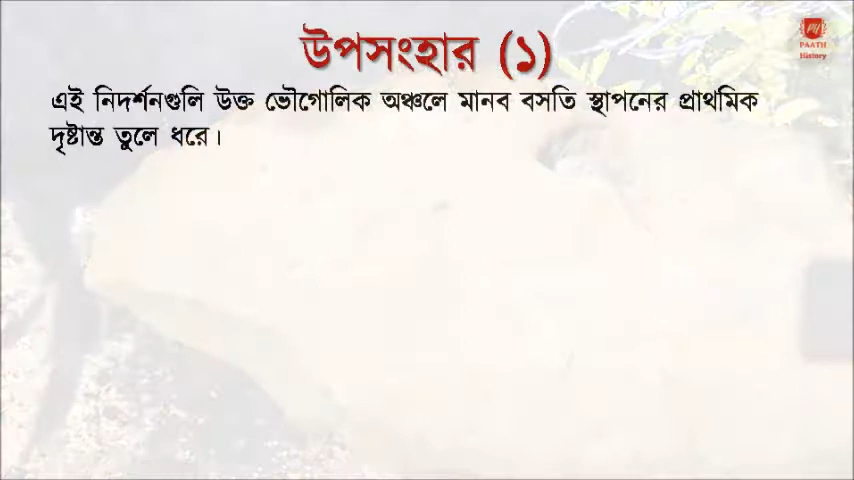 উপসংহার (১)
PAATH
History
এই নিদর্শনগুলি উক্ত ভৌগোলিক অঞ্চলে মানব বসতি স্থাপনের প্রাথমিক
দৃষ্টান্ত তুলে ধরে।